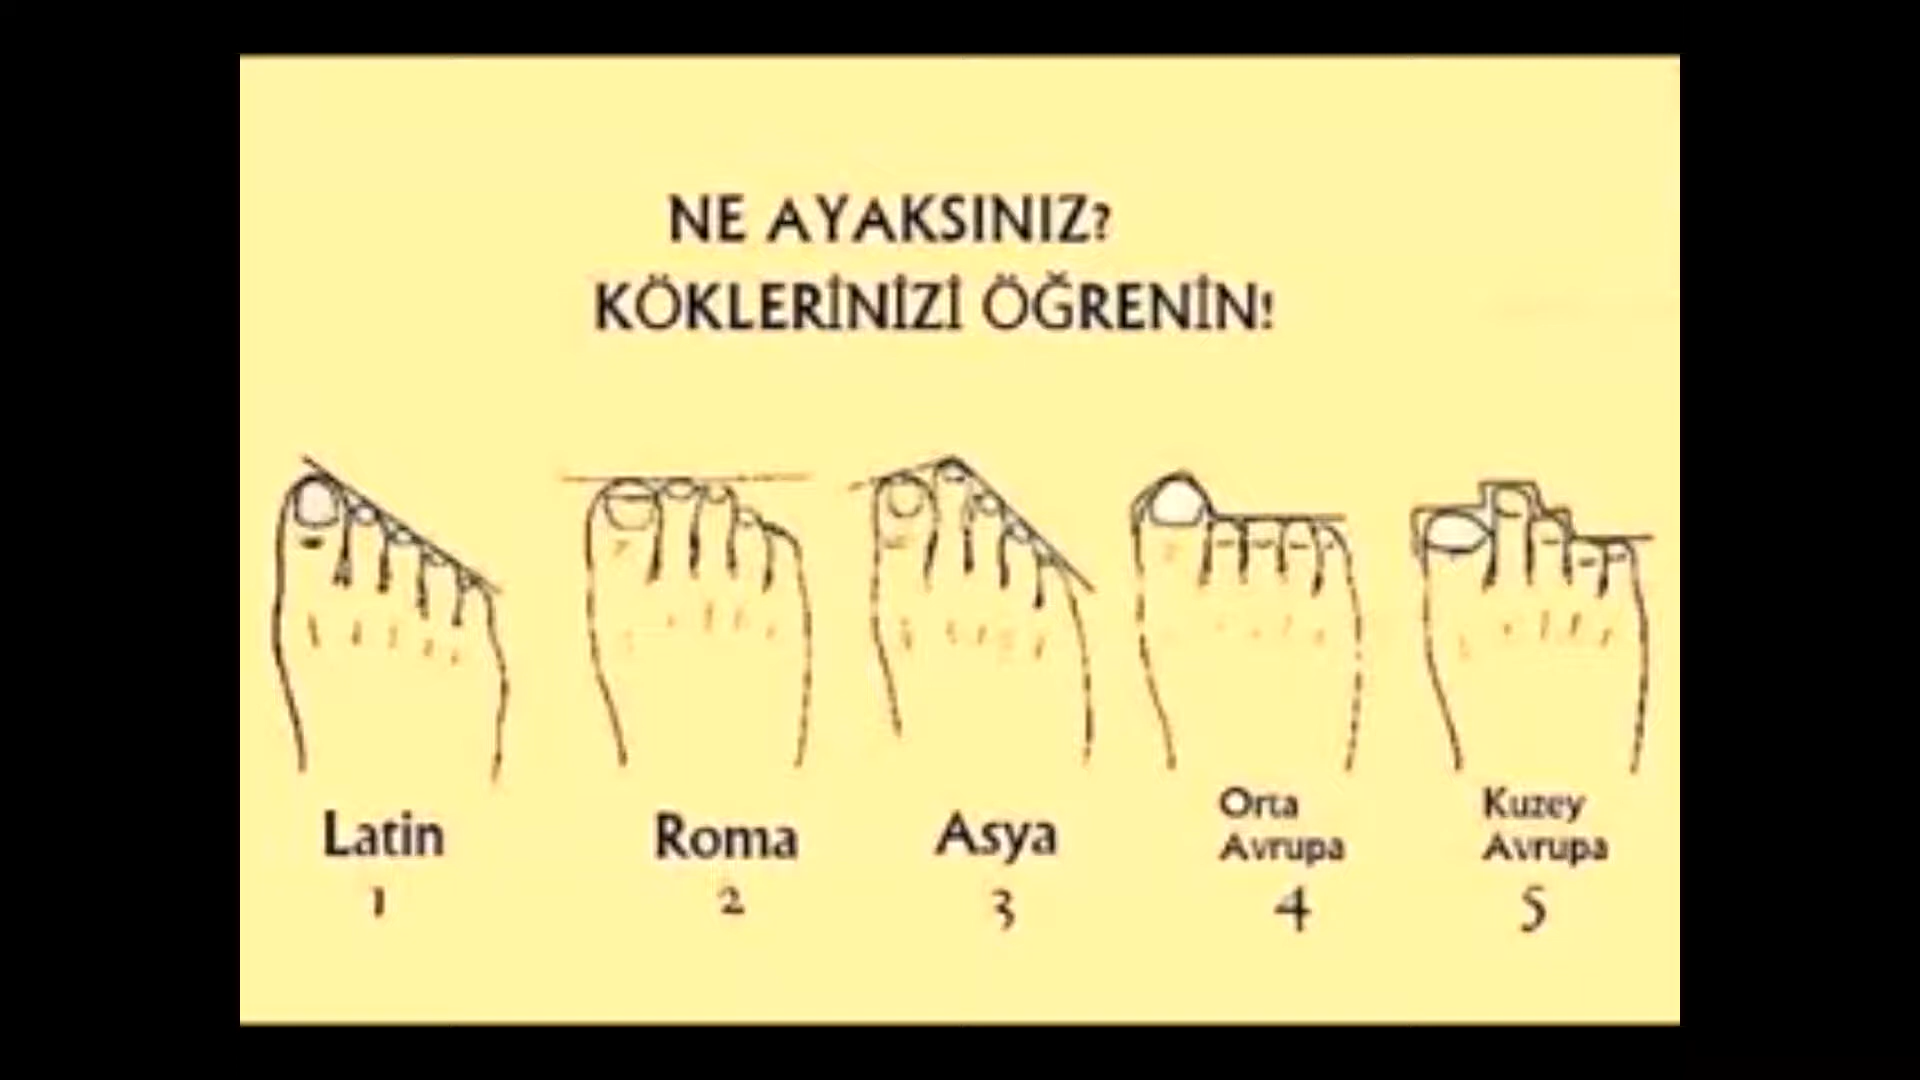 NE AYAKSINIZ?
KÖKLERİNİZİ ÖĞRENİN!
Latin
1
Roma
2
Asya
3
Orta
Avrupa
4
Kuzey
Avrupa
5